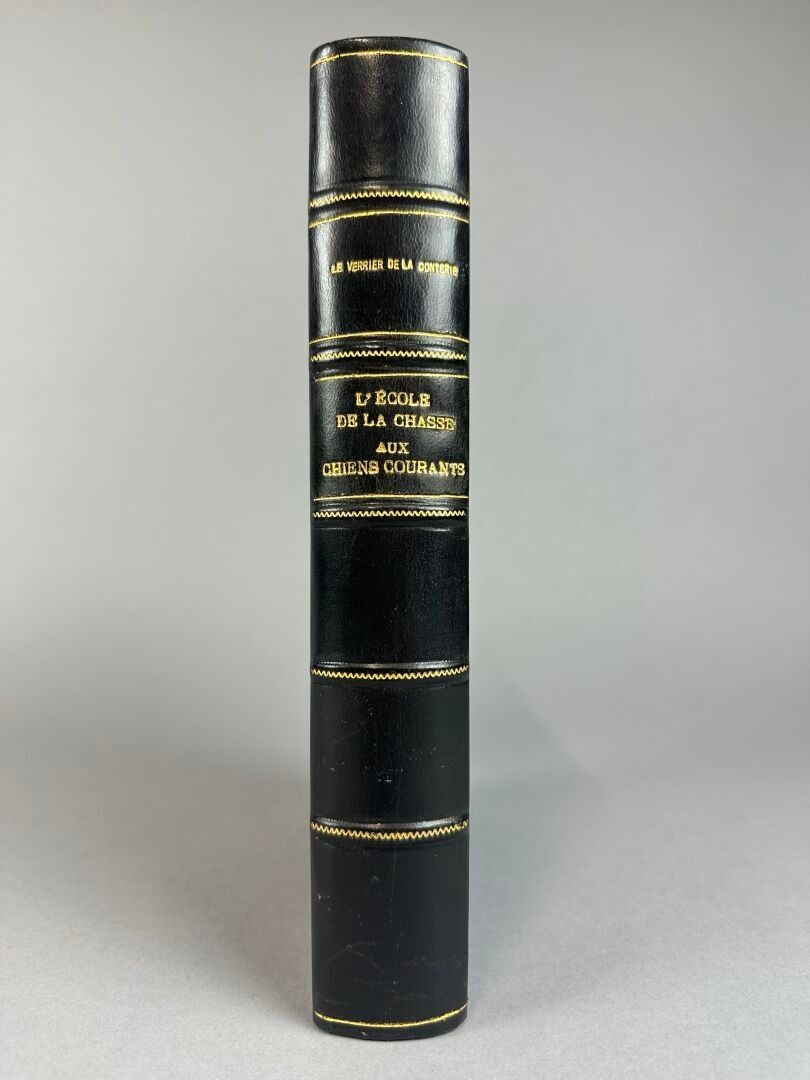 LE VERRIER DE LA CONTERIE
L'ÉCOLE
DE LA CHASSE
AUX
CHIENS COURANTS